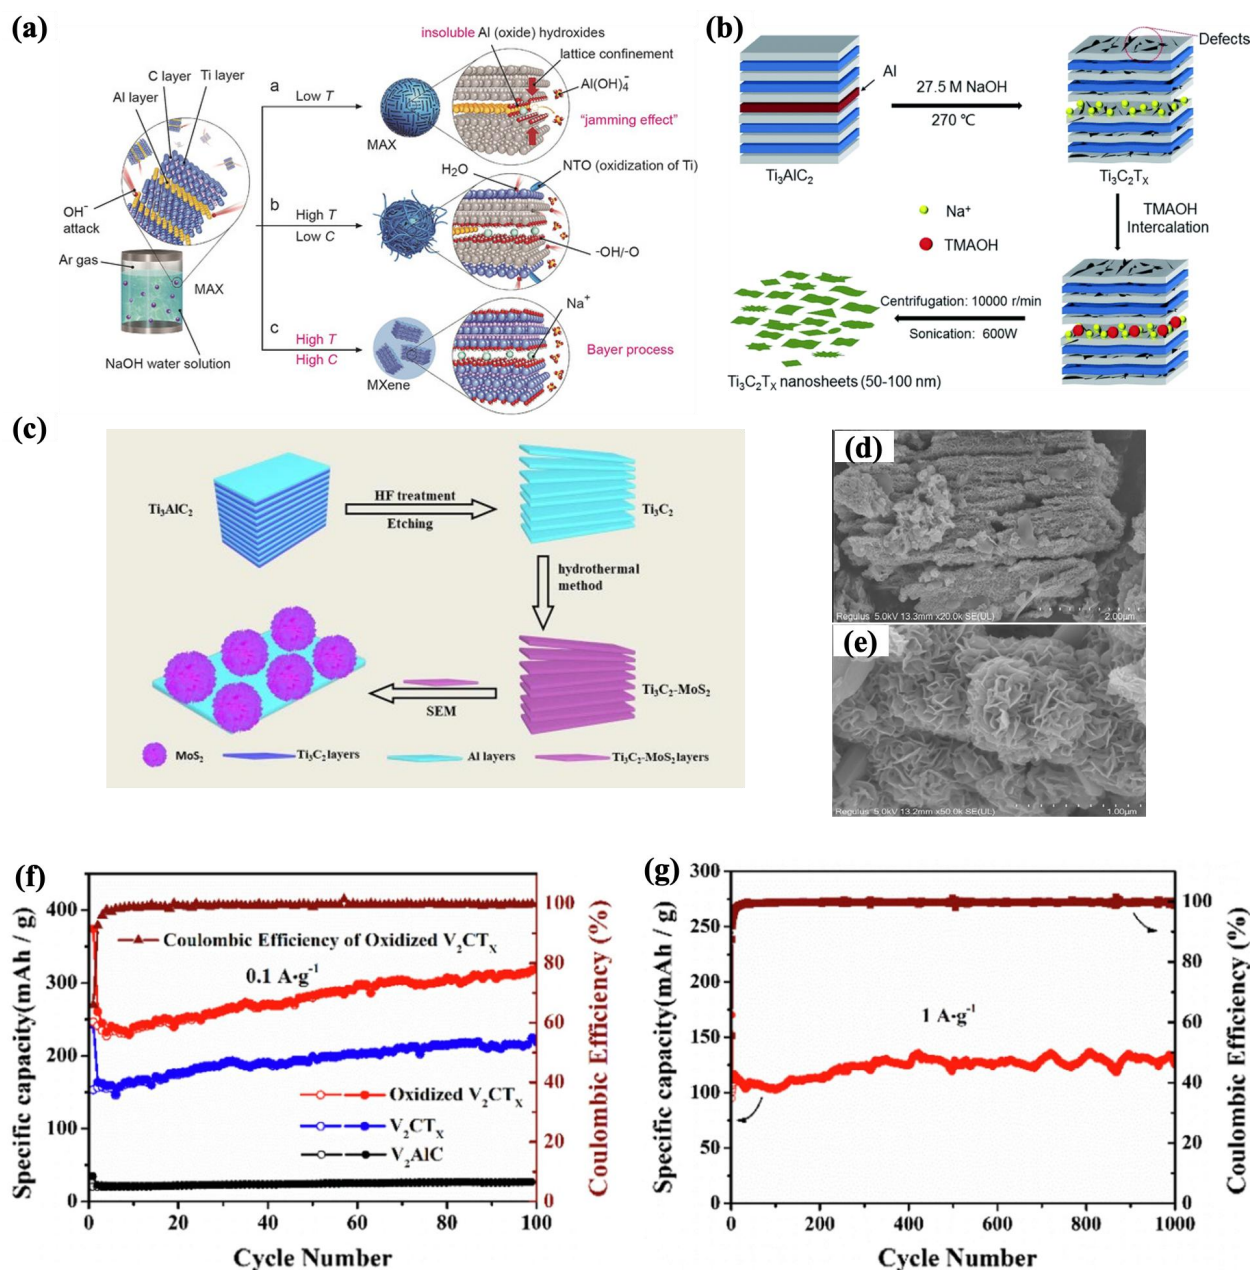 (a)
insoluble Al (oxide) hydroxides
C layer
Ti layer
Al layer
OH⁻
attack
Ar gas
MAX
NaOH water solution
a
Low T
MAX
lattice confinement
Al(OH)₄⁻
“jamming effect”
b
High T
Low C
H₂O
NTO (oxidization of Ti)
-OH/-O
c
High T
High C
MXene
Na⁺
Bayer process
(b)
Al
Ti₃AlC₂
27.5 M NaOH
270 ℃
Defects
Ti₃C₂Tₓ
Na⁺
TMAOH
TMAOH
Intercalation
Centrifugation: 10000 r/min
Sonication: 600W
Ti₃C₂Tₓ nanosheets (50-100 nm)
(c)
Ti₃AlC₂
HF treatment
Etching
Ti₃C₂
hydrothermal
method
Ti₃C₂-MoS₂
SEM
MoS₂
Ti₃C₂ layers
Al layers
Ti₃C₂-MoS₂ layers
(d)
Regulus 5.0kV 13.3mm x20.0k SE(UL)
2.00μm
(e)
Regulus 5.0kV 13.2mm x50.0k SE(UL)
1.00μm
(f)
Specific capacity(mAh / g)
400
300
200
100
0
Coulombic Efficiency of Oxidized V₂CTₓ
0.1 A·g⁻¹
Oxidized V₂CTₓ
V₂CTₓ
V₂AlC
100
80
60
40
20
0
Coulombic Efficiency (%)
0 20 40 60 80 100
Cycle Number
(g)
Specific capacity(mAh / g)
300
250
200
150
100
50
0
1 A·g⁻¹
100
80
60
40
20
0
Coulombic Efficiency (%)
0 200 400 600 800 1000
Cycle Number